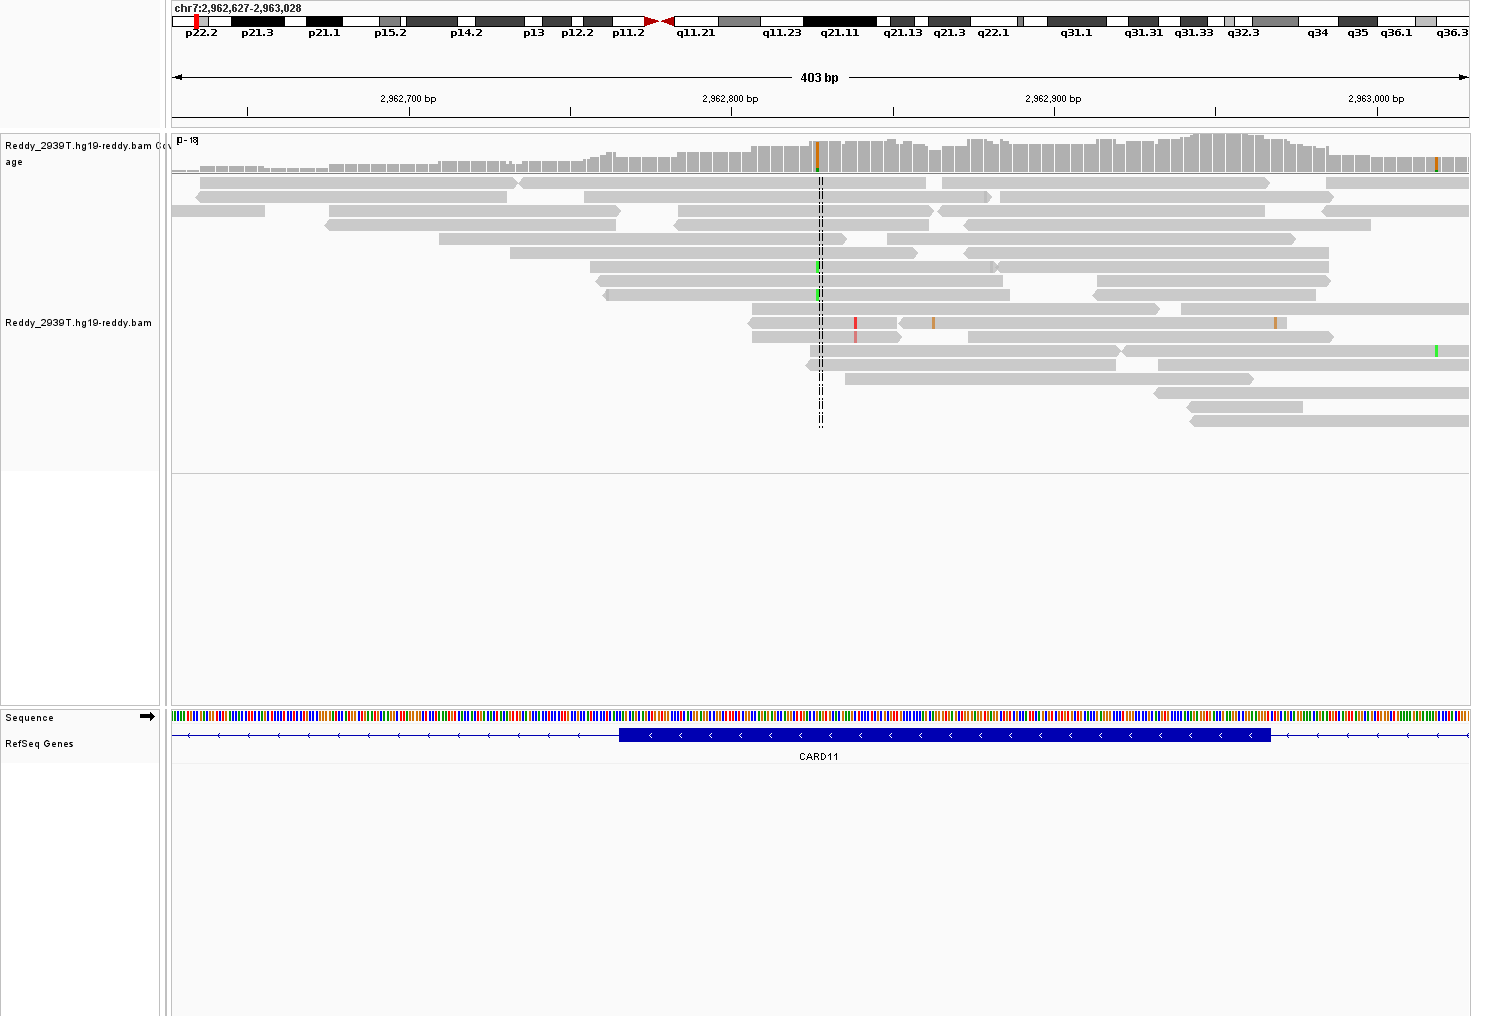 chr7:2,962,627-2,963,028
p22.2 p21.3 p21.1 p15.2 p14.2 p13 p12.2 p11.2 q11.21 q11.23 q21.11 q21.13 q21.3 q22.1 q31.1 q31.31 q31.33 q32.3 q34 q35 q36.1 q36.3
403 bp
2,962,700 bp 2,962,800 bp 2,962,900 bp 2,963,000 bp
[0 - 18]
Reddy_2939T.hg19-reddy.bam Cov
age
Reddy_2939T.hg19-reddy.bam
Sequence
RefSeq Genes
CARD11